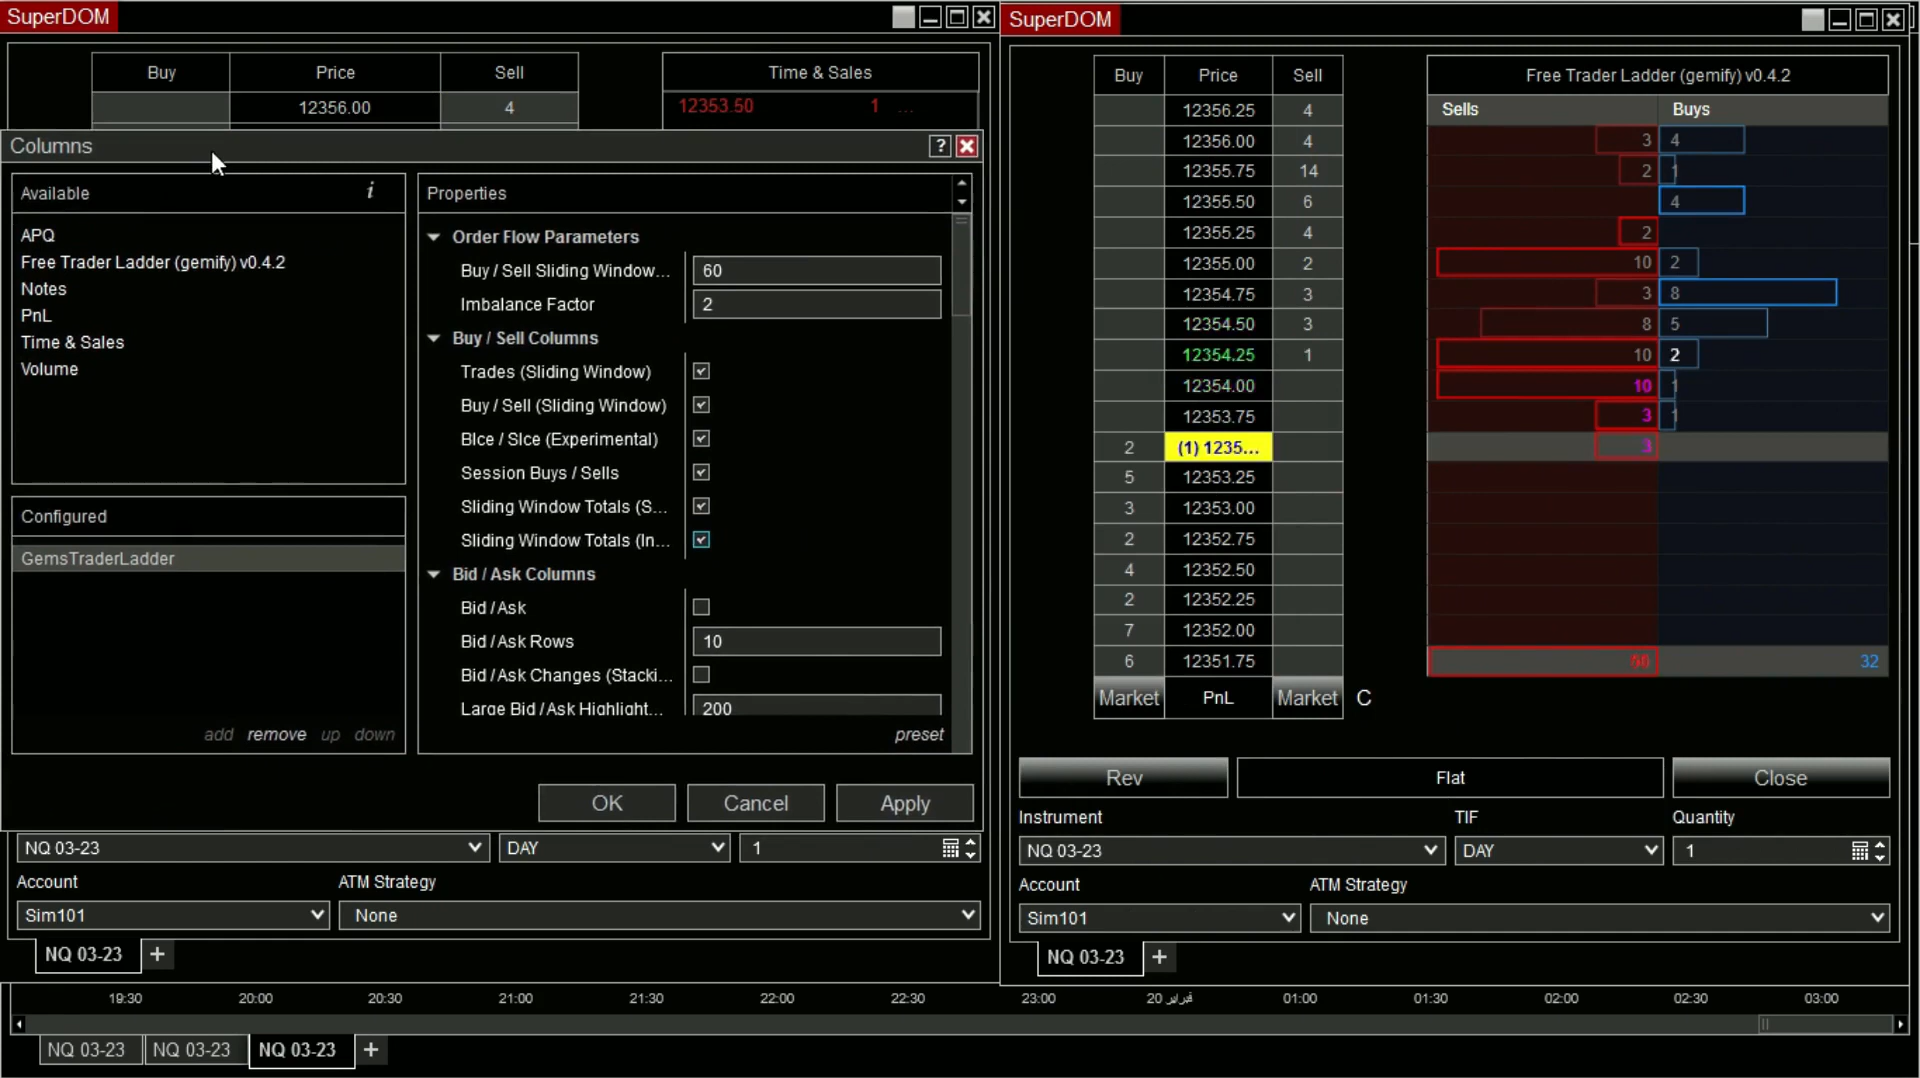 SuperDOM
Buy Price Sell
12356.00 4
Time & Sales
12353.50 1 ...
Columns
?
Available i
APQ
Free Trader Ladder (gemify) v0.4.2
Notes
PnL
Time & Sales
Volume
Configured
GemsTraderLadder
add remove up down
Properties
Order Flow Parameters
Buy / Sell Sliding Window... 60
Imbalance Factor 2
Buy / Sell Columns
Trades (Sliding Window)
Buy / Sell (Sliding Window)
BIce / SIce (Experimental)
Session Buys / Sells
Sliding Window Totals (S...
Sliding Window Totals (In...
Bid / Ask Columns
Bid / Ask
Bid / Ask Rows 10
Bid / Ask Changes (Stacki...
Large Bid / Ask Highlight... 200
preset
OK Cancel Apply
NQ 03-23 DAY 1
Account ATM Strategy
Sim101 None
NQ 03-23 +
SuperDOM
Buy Price Sell
12356.25 4
12356.00 4
12355.75 14
12355.50 6
12355.25 4
12355.00 2
12354.75 3
12354.50 3
12354.25 1
12354.00
12353.75
2 (1) 1235...
5 12353.25
3 12353.00
2 12352.75
4 12352.50
2 12352.25
7 12352.00
6 12351.75
Market PnL Market C
Free Trader Ladder (gemify) v0.4.2
Sells Buys
3 4
2 1
4
2
10 2
3 8
8 5
10 2
10 1
3 1
3
32
Rev Flat Close
Instrument TIF Quantity
NQ 03-23 DAY 1
Account ATM Strategy
Sim101 None
NQ 03-23 +
19:30 20:00 20:30 21:00 21:30 22:00 22:30 23:00 20 فبراير 01:00 01:30 02:00 02:30 03:00
NQ 03-23 NQ 03-23 NQ 03-23 +